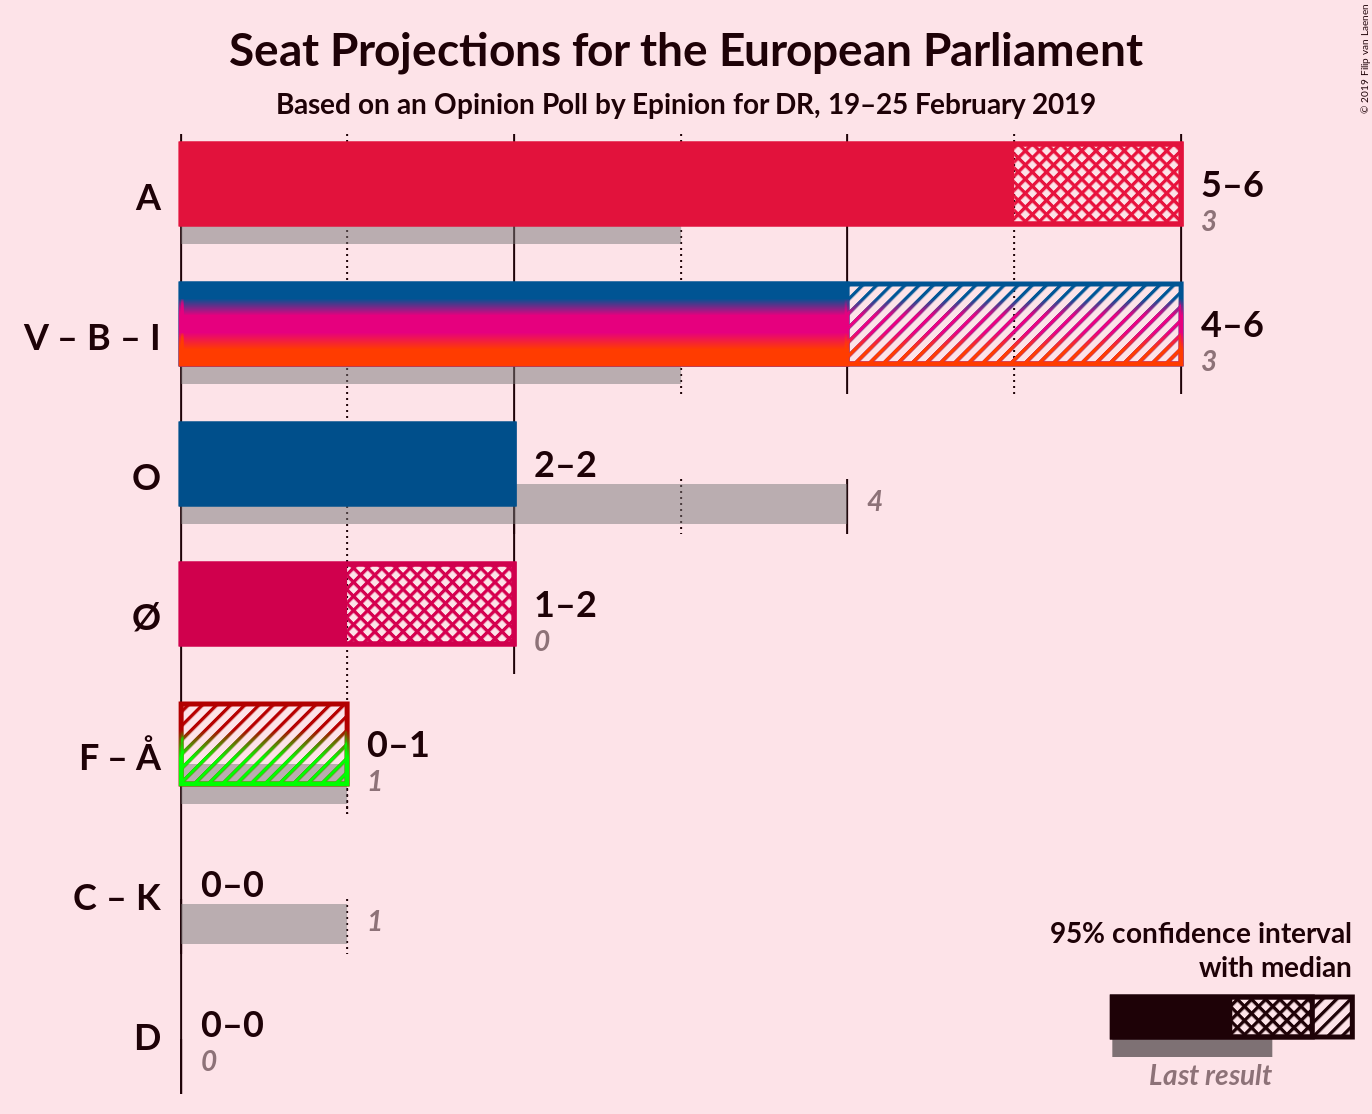 Seat Projections for the European Parliament
Based on an Opinion Poll by Epinion for DR, 19–25 February 2019
© 2019 Filip van Laenen
A
5–6
3
V – B – I
4–6
3
O
2–2
4
Ø
1–2
0
F – Å
0–1
1
C – K
0–0
1
D
0–0
0
95% confidence interval
with median
Last result